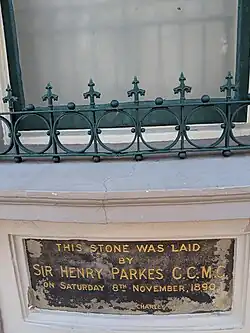 THIS STONE WAS LAID
BY
SIR HENRY PARKES G.C.M.G.
ON SATURDAY 8TH NOVEMBER, 1890.